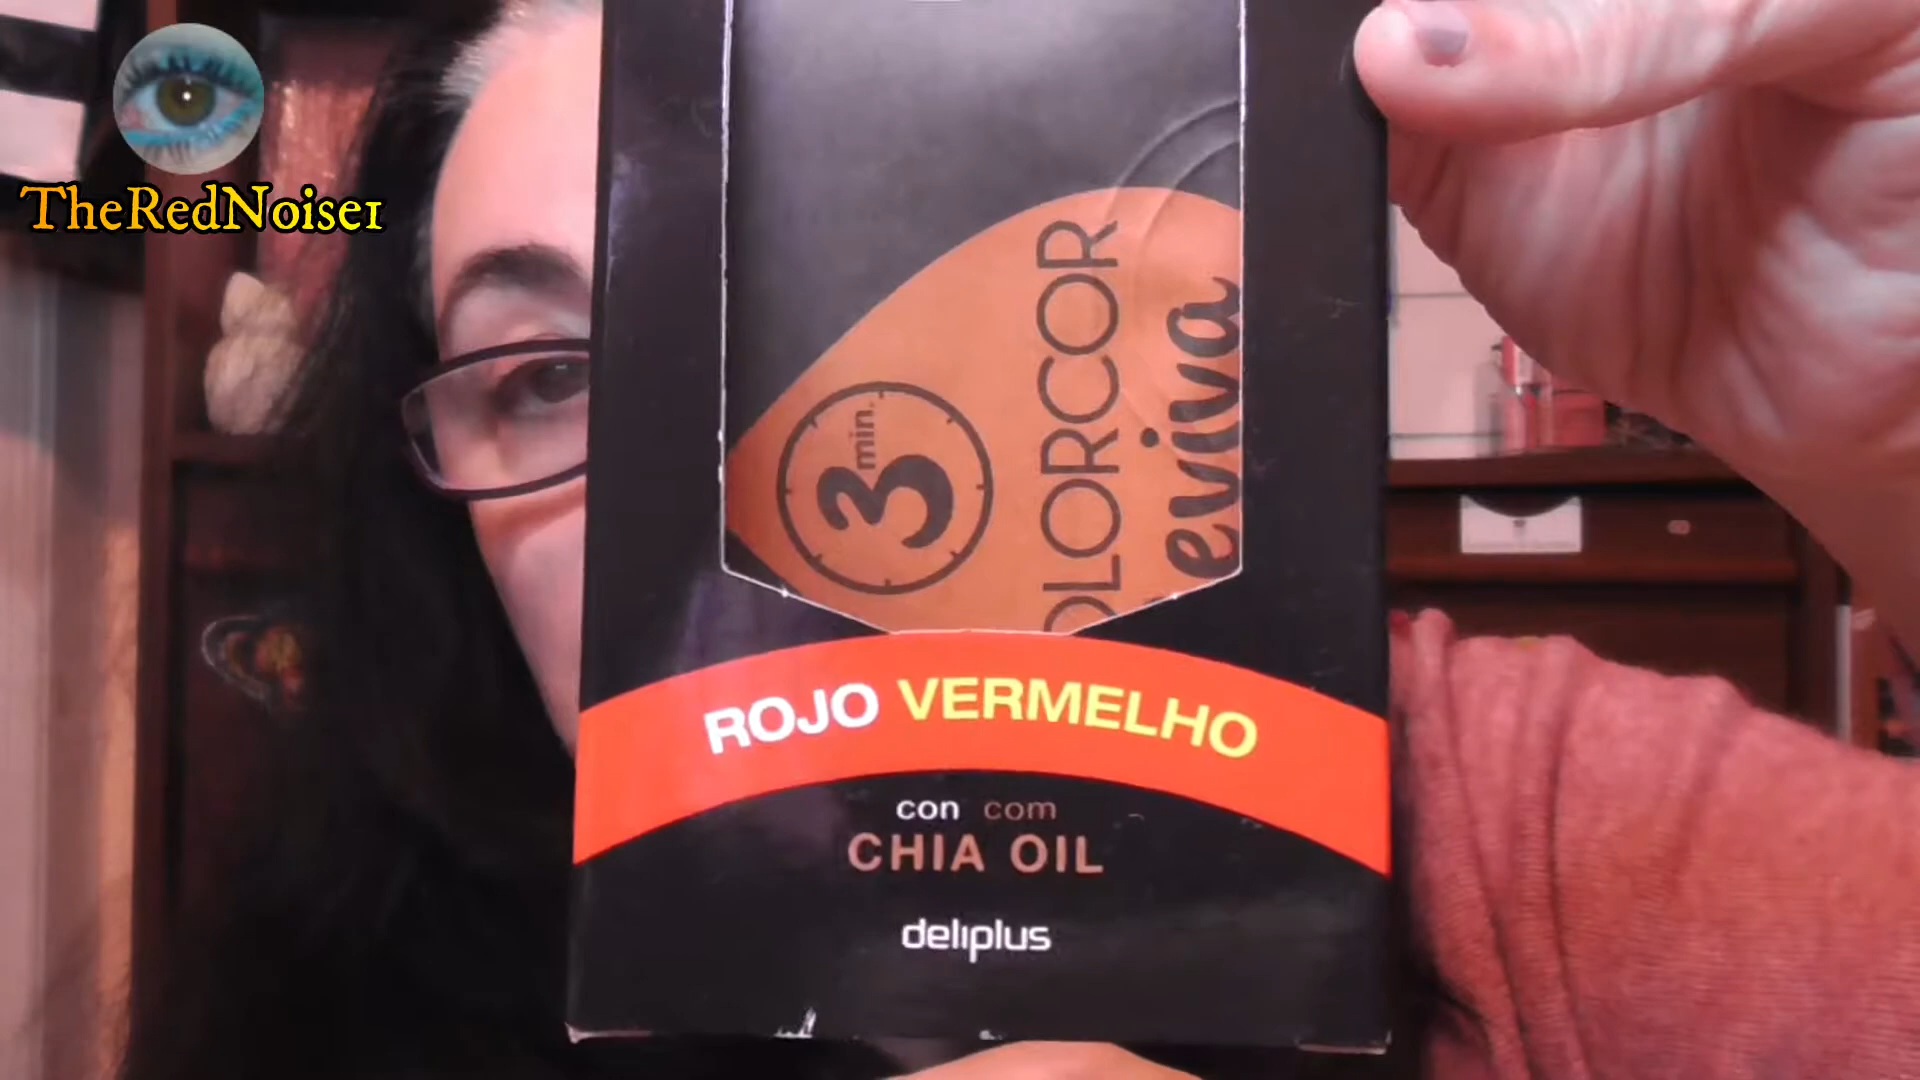 TheRedNoise1
3 min.
OLORCOR
eviva
ROJO VERMELHO
con com
CHIA OIL
deliplus